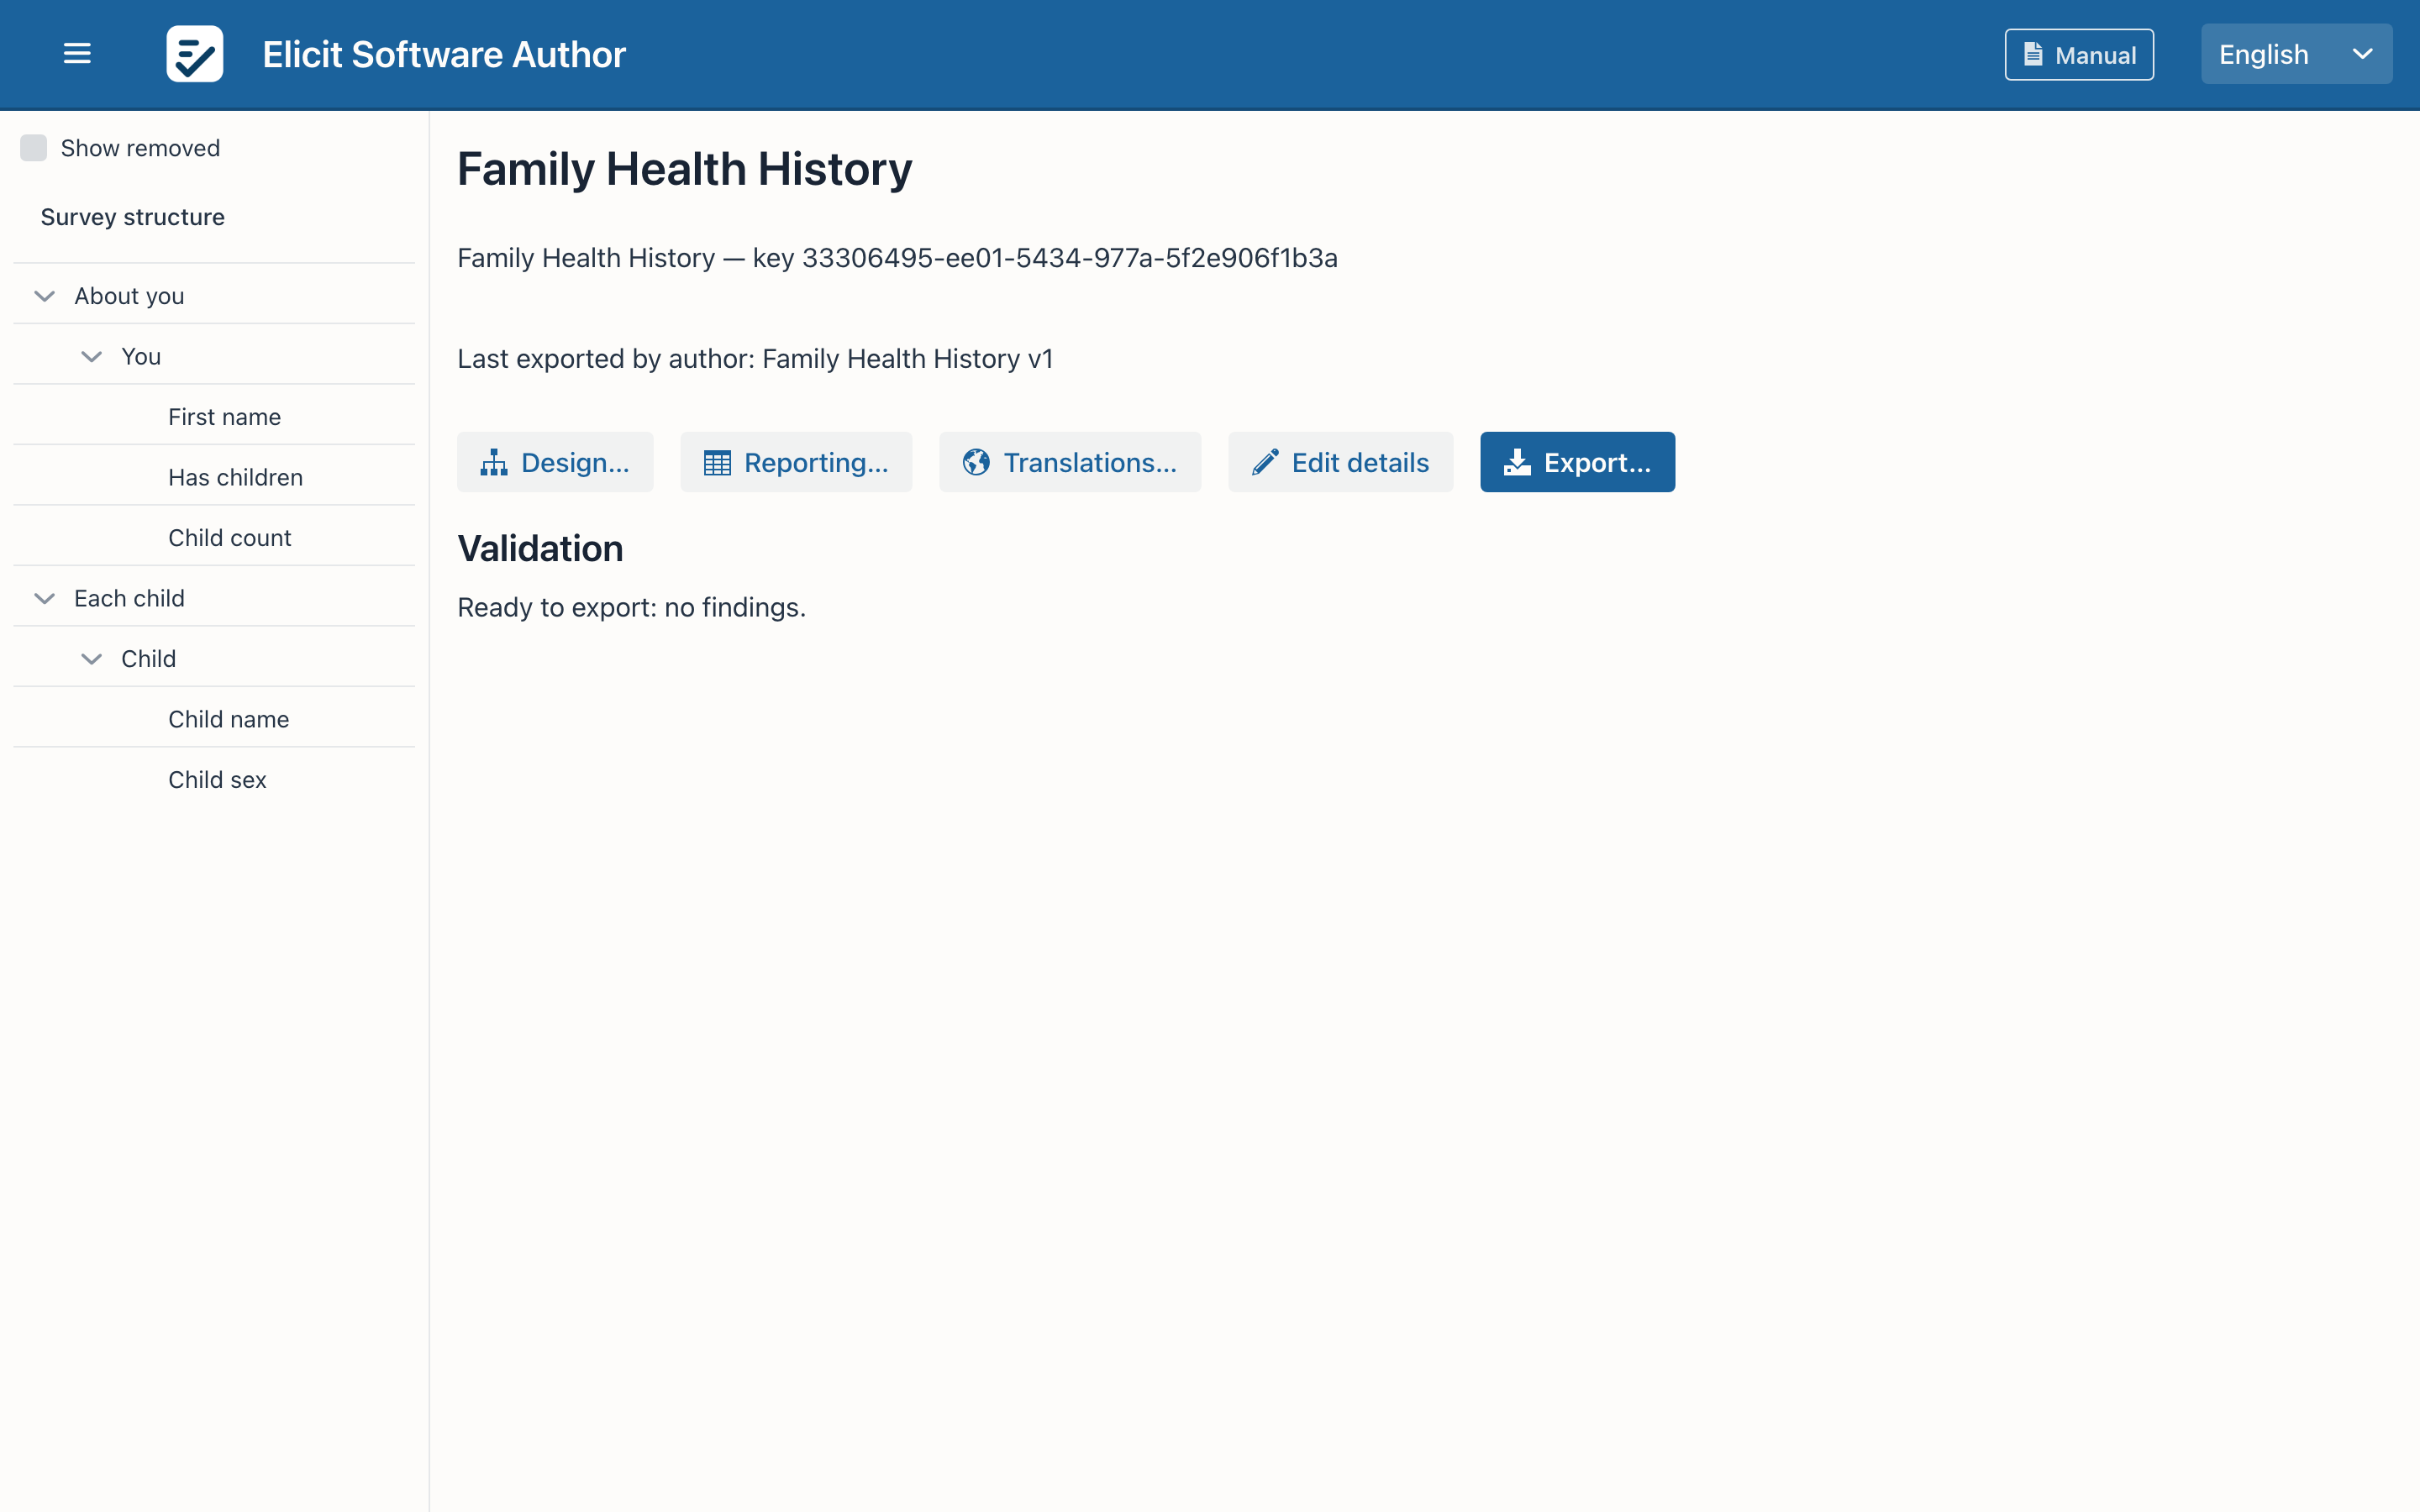 Elicit Software Author
Manual
English
Show removed
Survey structure
About you
You
First name
Has children
Child count
Each child
Child
Child name
Child sex
Family Health History
Family Health History — key 33306495-ee01-5434-977a-5f2e906f1b3a
Last exported by author: Family Health History v1
Design...
Reporting...
Translations...
Edit details
Export...
Validation
Ready to export: no findings.